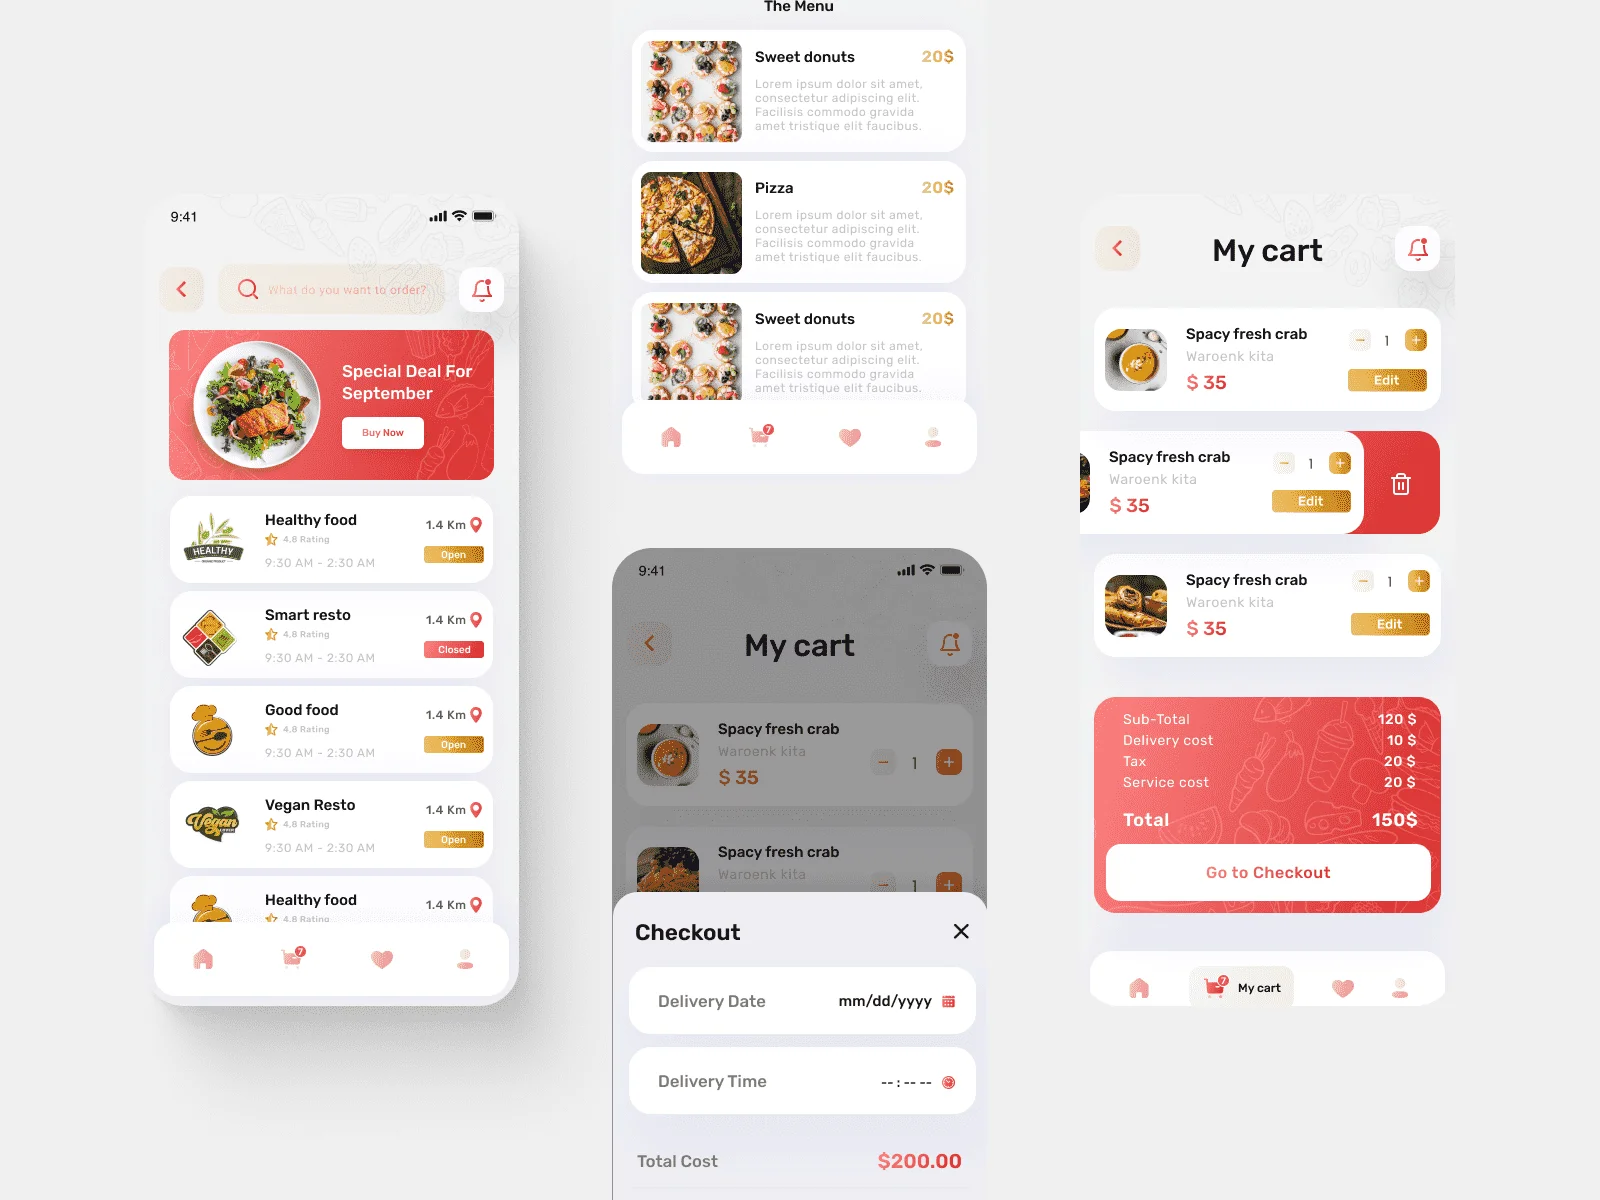 9:41
What do you want to order?
Special Deal For
September
Buy Now
HEALTHY
Healthy food
1.4 Km
4,8 Rating
Open
9:30 AM - 2:30 AM
Smart resto
1.4 Km
4,8 Rating
Closed
9:30 AM - 2:30 AM
Good food
1.4 Km
4,8 Rating
Open
9:30 AM - 2:30 AM
Vegan
Vegan Resto
1.4 Km
4,8 Rating
Open
9:30 AM - 2:30 AM
Healthy food
1.4 Km
4,8 Rating
7
The Menu
Sweet donuts
20$
Lorem ipsum dolor sit amet,
consectetur adipiscing elit.
Facilisis commodo gravida
amet tristique elit faucibus.
Pizza
20$
Lorem ipsum dolor sit amet,
consectetur adipiscing elit.
Facilisis commodo gravida
amet tristique elit faucibus.
Sweet donuts
20$
Lorem ipsum dolor sit amet,
consectetur adipiscing elit.
Facilisis commodo gravida
amet tristique elit faucibus.
7
9:41
My cart
Spacy fresh crab
Waroenk kita
$ 35
1
Spacy fresh crab
Waroenk kita
1
Checkout
Delivery Date
mm/dd/yyyy
Delivery Time
--:-- --
Total Cost
$200.00
My cart
Spacy fresh crab
Waroenk kita
$ 35
1
Edit
Spacy fresh crab
Waroenk kita
$ 35
1
Edit
Spacy fresh crab
Waroenk kita
$ 35
1
Edit
Sub-Total 120 $
Delivery cost 10 $
Tax 20 $
Service cost 20 $
Total 150$
Go to Checkout
7
My cart